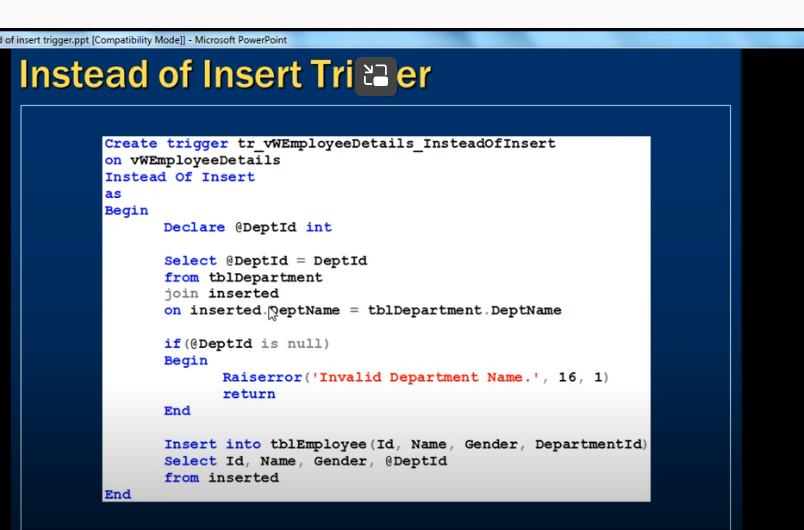 d of insert trigger.ppt [Compatibility Mode]] - Microsoft PowerPoint
Instead of Insert Tri er
Create trigger tr_vWEmployeeDetails_InsteadOfInsert
on vWEmployeeDetails
Instead Of Insert
as
Begin
Declare @DeptId int
Select @DeptId = DeptId
from tblDepartment
join inserted
on inserted.DeptName = tblDepartment.DeptName
if(@DeptId is null)
Begin
Raiserror('Invalid Department Name.', 16, 1)
return
End
Insert into tblEmployee(Id, Name, Gender, DepartmentId)
Select Id, Name, Gender, @DeptId
from inserted
End